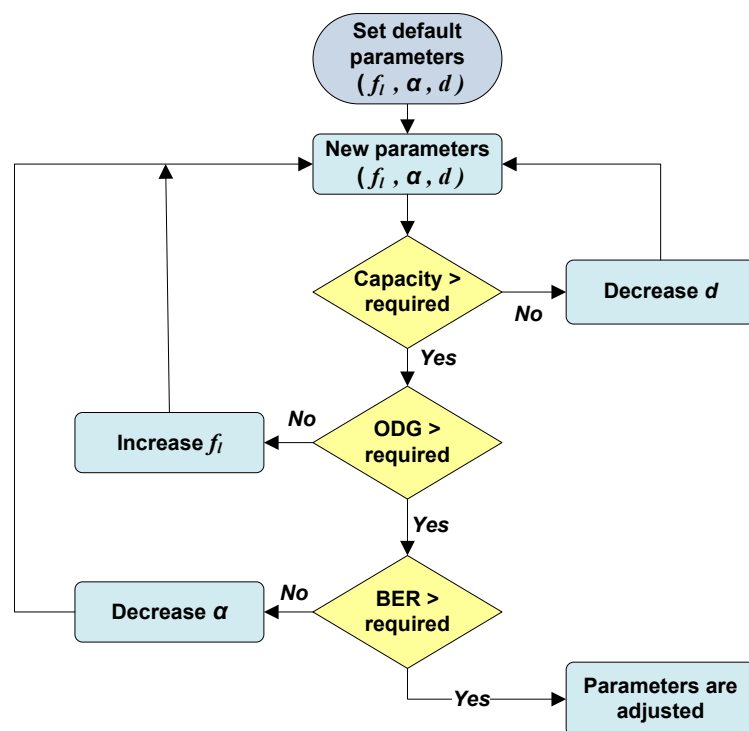 Set default
parameters
( f_l , α , d )
New parameters
( f_l , α , d )
Capacity >
required
No
Decrease d
Yes
ODG >
required
No
Increase f_l
Yes
BER >
required
No
Decrease α
Yes
Parameters are
adjusted